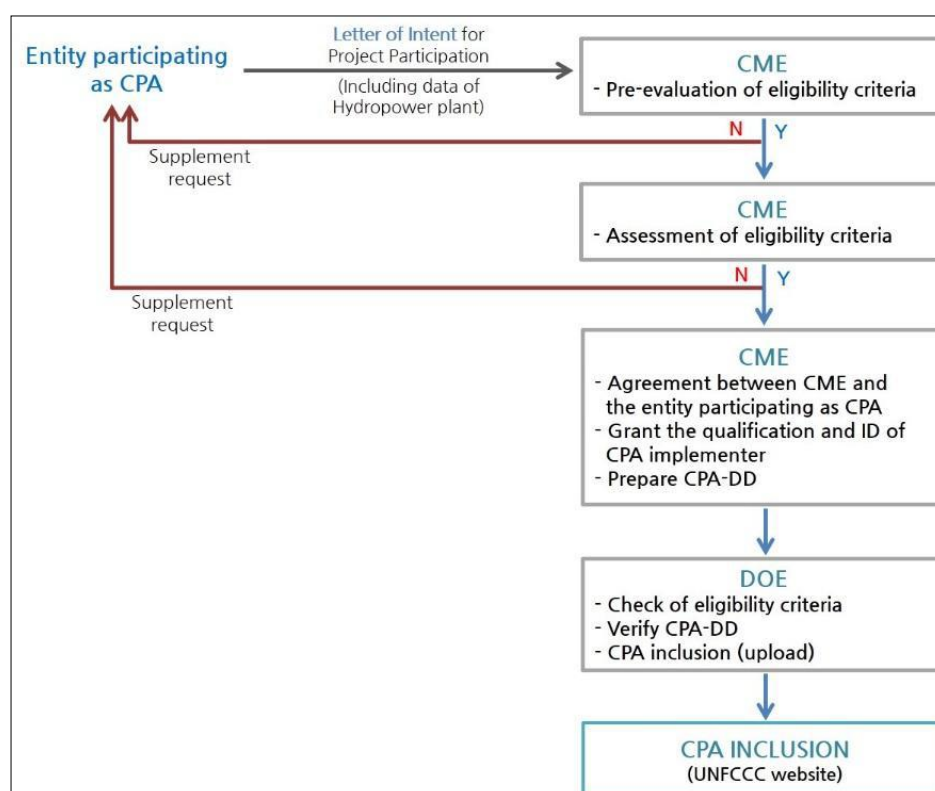 Entity participating
as CPA
Letter of Intent for
Project Participation
(Including data of
Hydropower plant)
CME
- Pre-evaluation of eligibility criteria
N Y
Supplement
request
CME
- Assessment of eligibility criteria
N Y
Supplement
request
CME
- Agreement between CME and
the entity participating as CPA
- Grant the qualification and ID of
CPA implementer
- Prepare CPA-DD
DOE
- Check of eligibility criteria
- Verify CPA-DD
- CPA inclusion (upload)
CPA INCLUSION
(UNFCCC website)